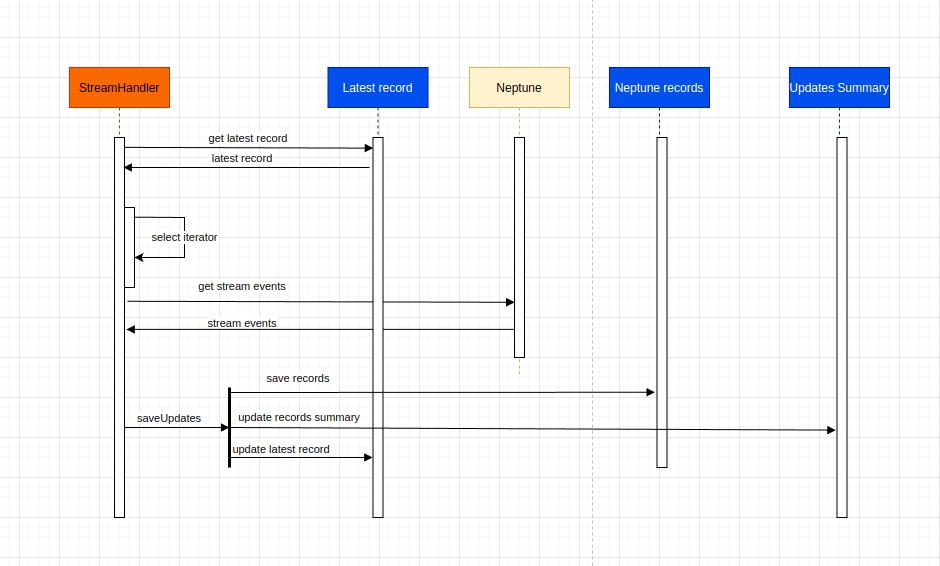 StreamHandler
Latest record
Neptune
Neptune records
Updates Summary
get latest record
latest record
select iterator
get stream events
stream events
save records
saveUpdates
update records summary
update latest record